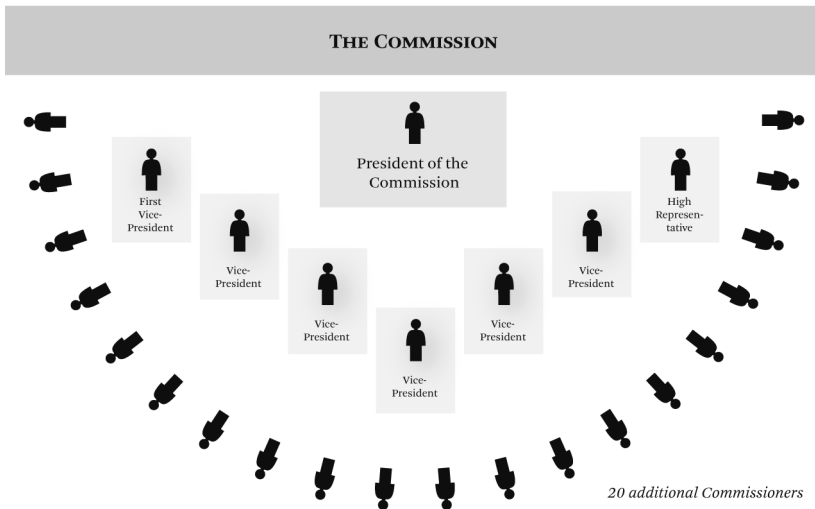 THE COMMISSION
President of the
Commission
First
Vice-
President
Vice-
President
Vice-
President
Vice-
President
Vice-
President
Vice-
President
High
Represen-
tative
20 additional Commissioners